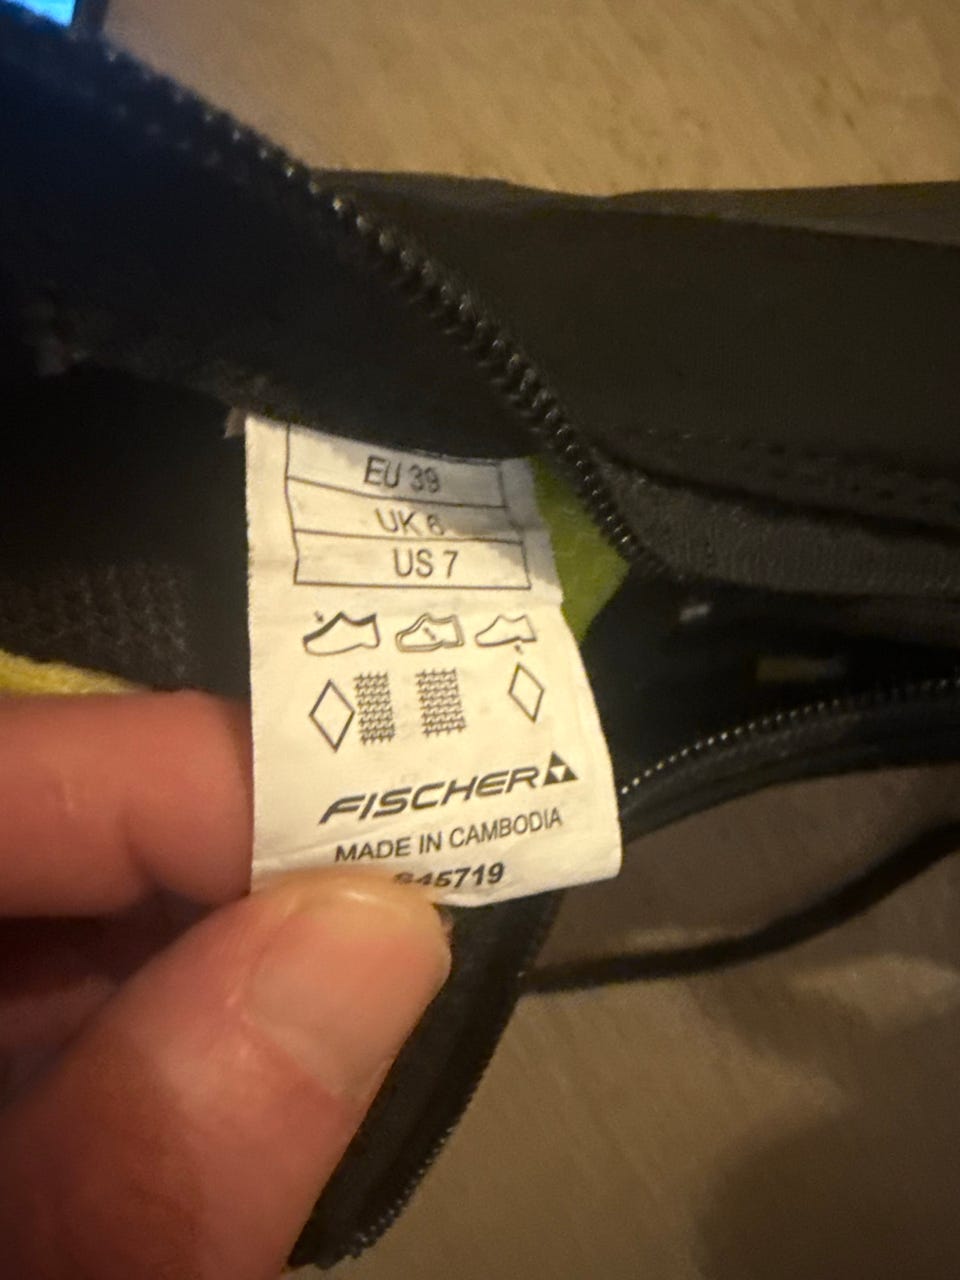 EU 39
UK 6
US 7
FISCHER
MADE IN CAMBODIA